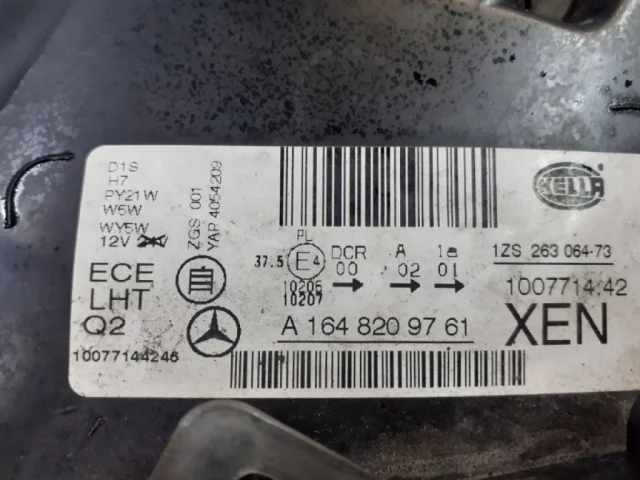 D1S
H7
PY21W
W5W
WY5W
12V 24V
ZGS 001
YAP 4054209
ECE
LHT
Q2
10077144246
PL
37.5 E4
DCR A 1a
00 02 01
10206
10207
A 164 820 97 61
HELLA
1ZS 263 064-73
1007714.42
XEN